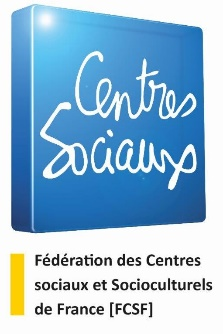 Centres
Sociaux
Fédération des Centres
sociaux et Socioculturels
de France [FCSF]